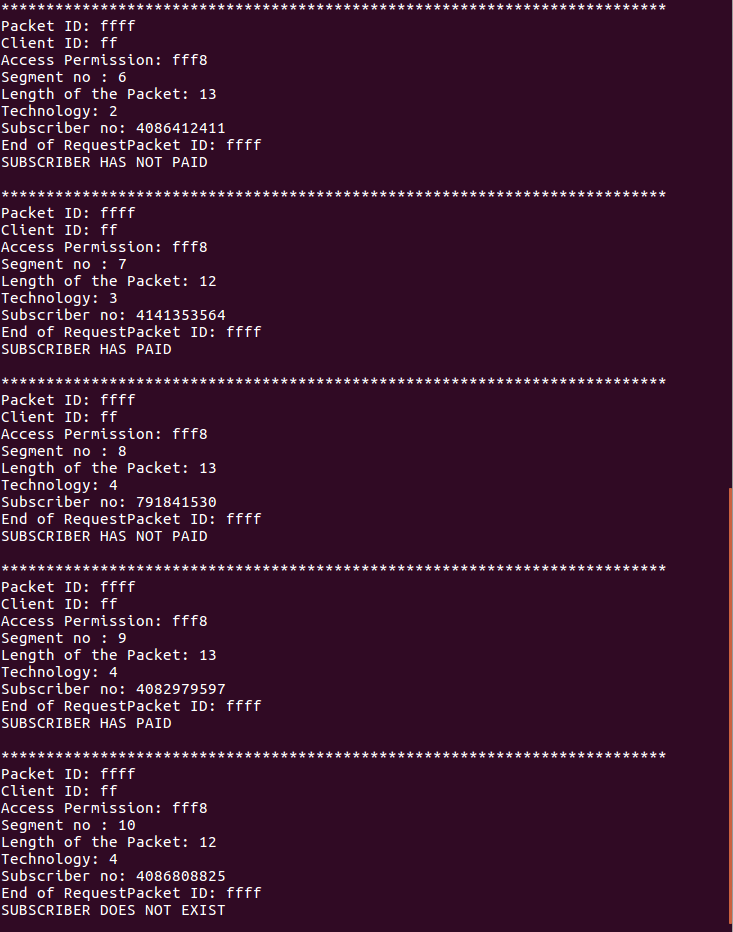 **************************************************************************
Packet ID: ffff
Client ID: ff
Access Permission: fff8
Segment no : 6
Length of the Packet: 13
Technology: 2
Subscriber no: 4086412411
End of RequestPacket ID: ffff
SUBSCRIBER HAS NOT PAID
**************************************************************************
Packet ID: ffff
Client ID: ff
Access Permission: fff8
Segment no : 7
Length of the Packet: 12
Technology: 3
Subscriber no: 4141353564
End of RequestPacket ID: ffff
SUBSCRIBER HAS PAID
**************************************************************************
Packet ID: ffff
Client ID: ff
Access Permission: fff8
Segment no : 8
Length of the Packet: 13
Technology: 4
Subscriber no: 791841530
End of RequestPacket ID: ffff
SUBSCRIBER HAS NOT PAID
**************************************************************************
Packet ID: ffff
Client ID: ff
Access Permission: fff8
Segment no : 9
Length of the Packet: 13
Technology: 4
Subscriber no: 4082979597
End of RequestPacket ID: ffff
SUBSCRIBER HAS PAID
**************************************************************************
Packet ID: ffff
Client ID: ff
Access Permission: fff8
Segment no : 10
Length of the Packet: 12
Technology: 4
Subscriber no: 4086808825
End of RequestPacket ID: ffff
SUBSCRIBER DOES NOT EXIST